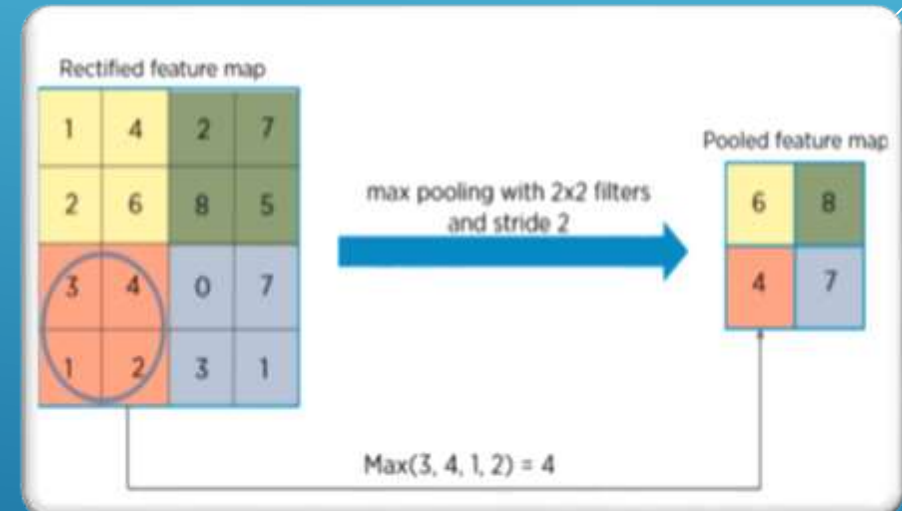 Rectified feature map
1 4 2 7
2 6 8 5
3 4 0 7
1 2 3 1
max pooling with 2x2 filters
and stride 2
Pooled feature map
6 8
4 7
Max(3, 4, 1, 2) = 4